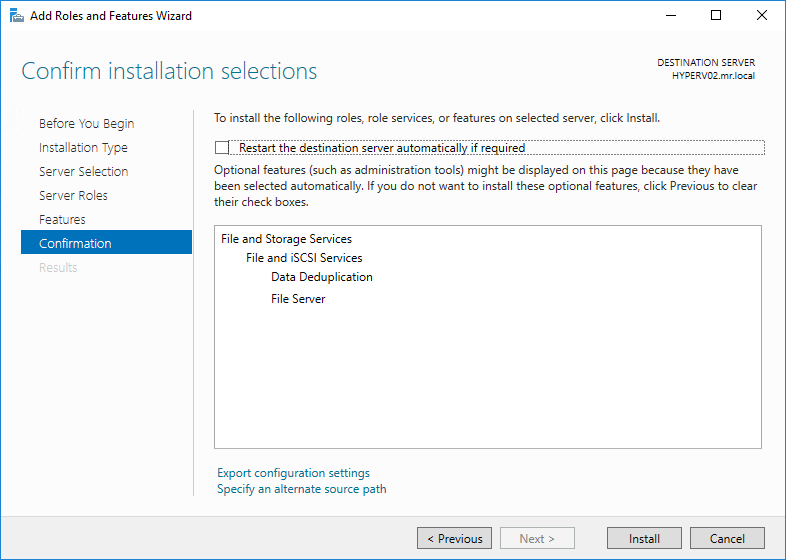 Add Roles and Features Wizard
Confirm installation selections
DESTINATION SERVER
HYPERV02.mr.local
Before You Begin
Installation Type
Server Selection
Server Roles
Features
Confirmation
Results
To install the following roles, role services, or features on selected server, click Install.
Restart the destination server automatically if required
Optional features (such as administration tools) might be displayed on this page because they have
been selected automatically. If you do not want to install these optional features, click Previous to clear
their check boxes.
File and Storage Services
File and iSCSI Services
Data Deduplication
File Server
Export configuration settings
Specify an alternate source path
< Previous
Next >
Install
Cancel